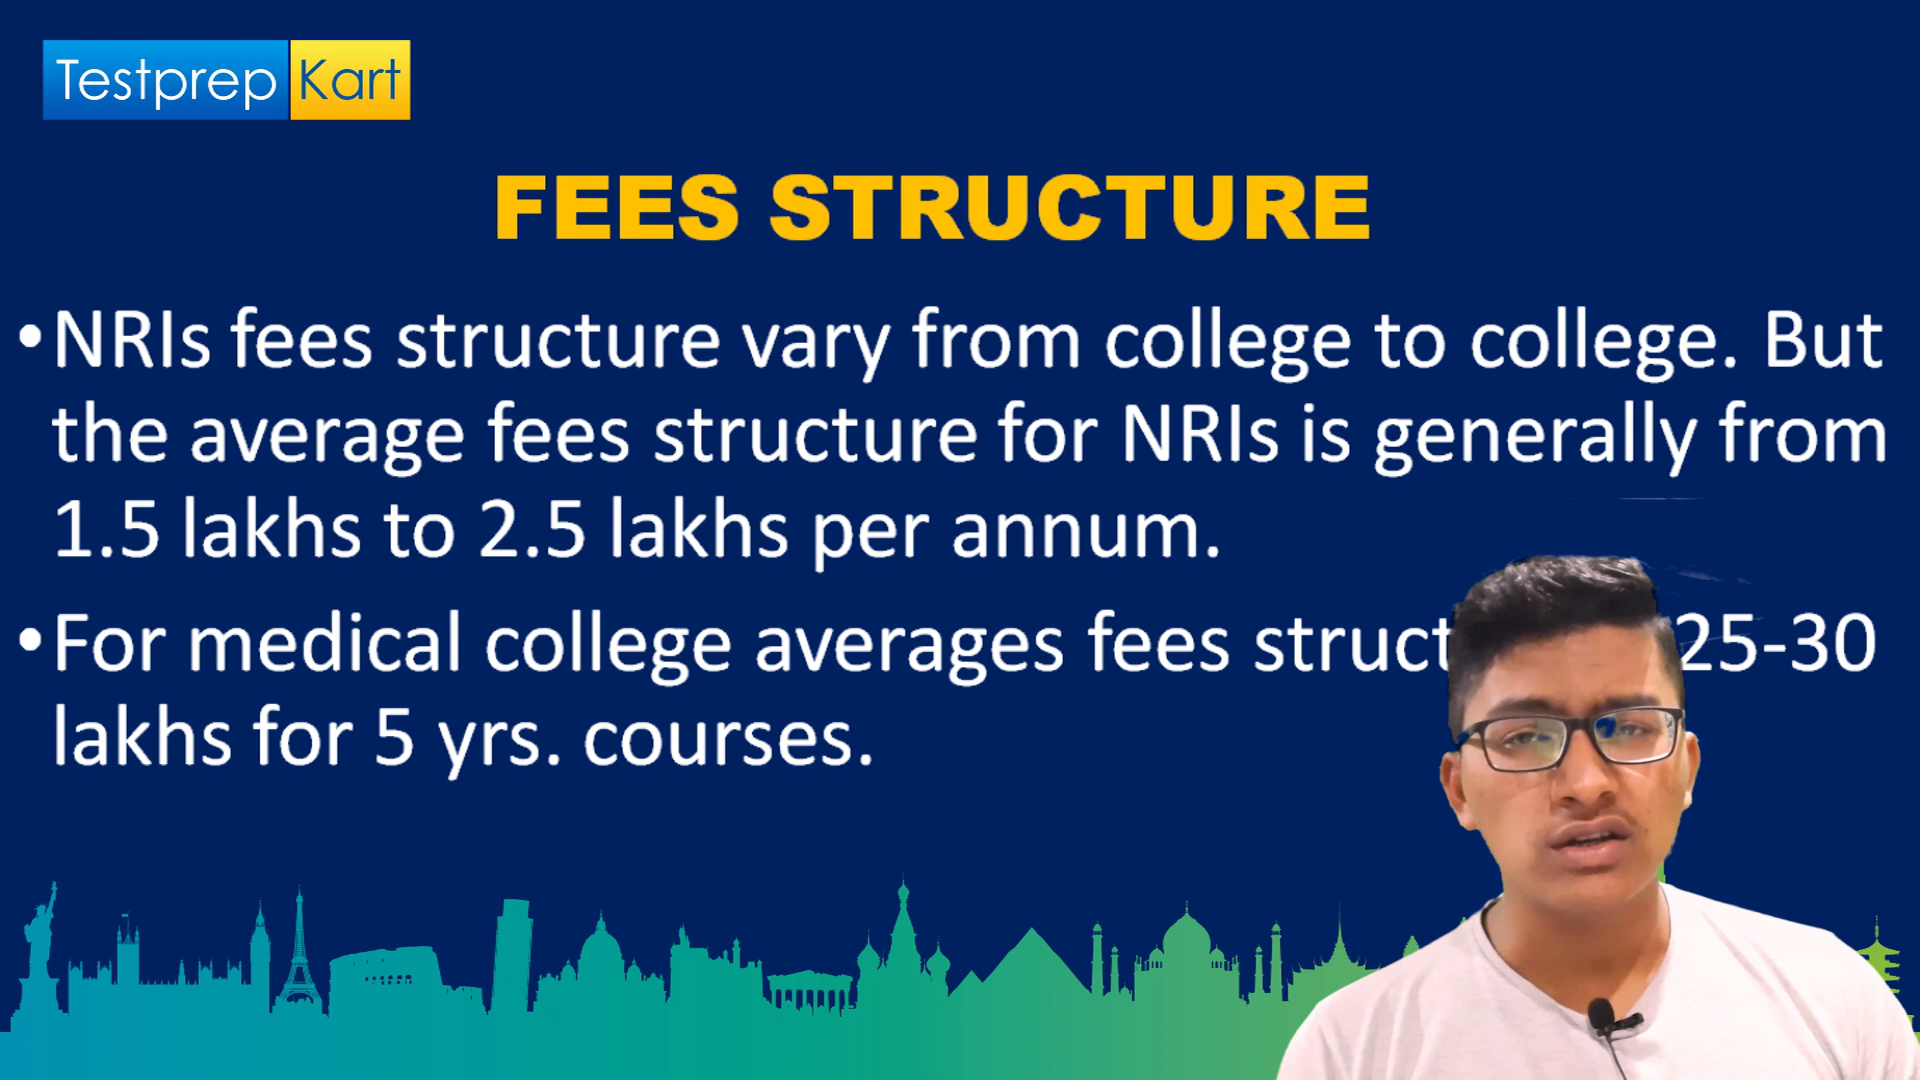 Testprep Kart
FEES STRUCTURE
•NRIs fees structure vary from college to college. But
the average fees structure for NRIs is generally from
1.5 lakhs to 2.5 lakhs per annum.
•For medical college averages fees struct 25-30
lakhs for 5 yrs. courses.